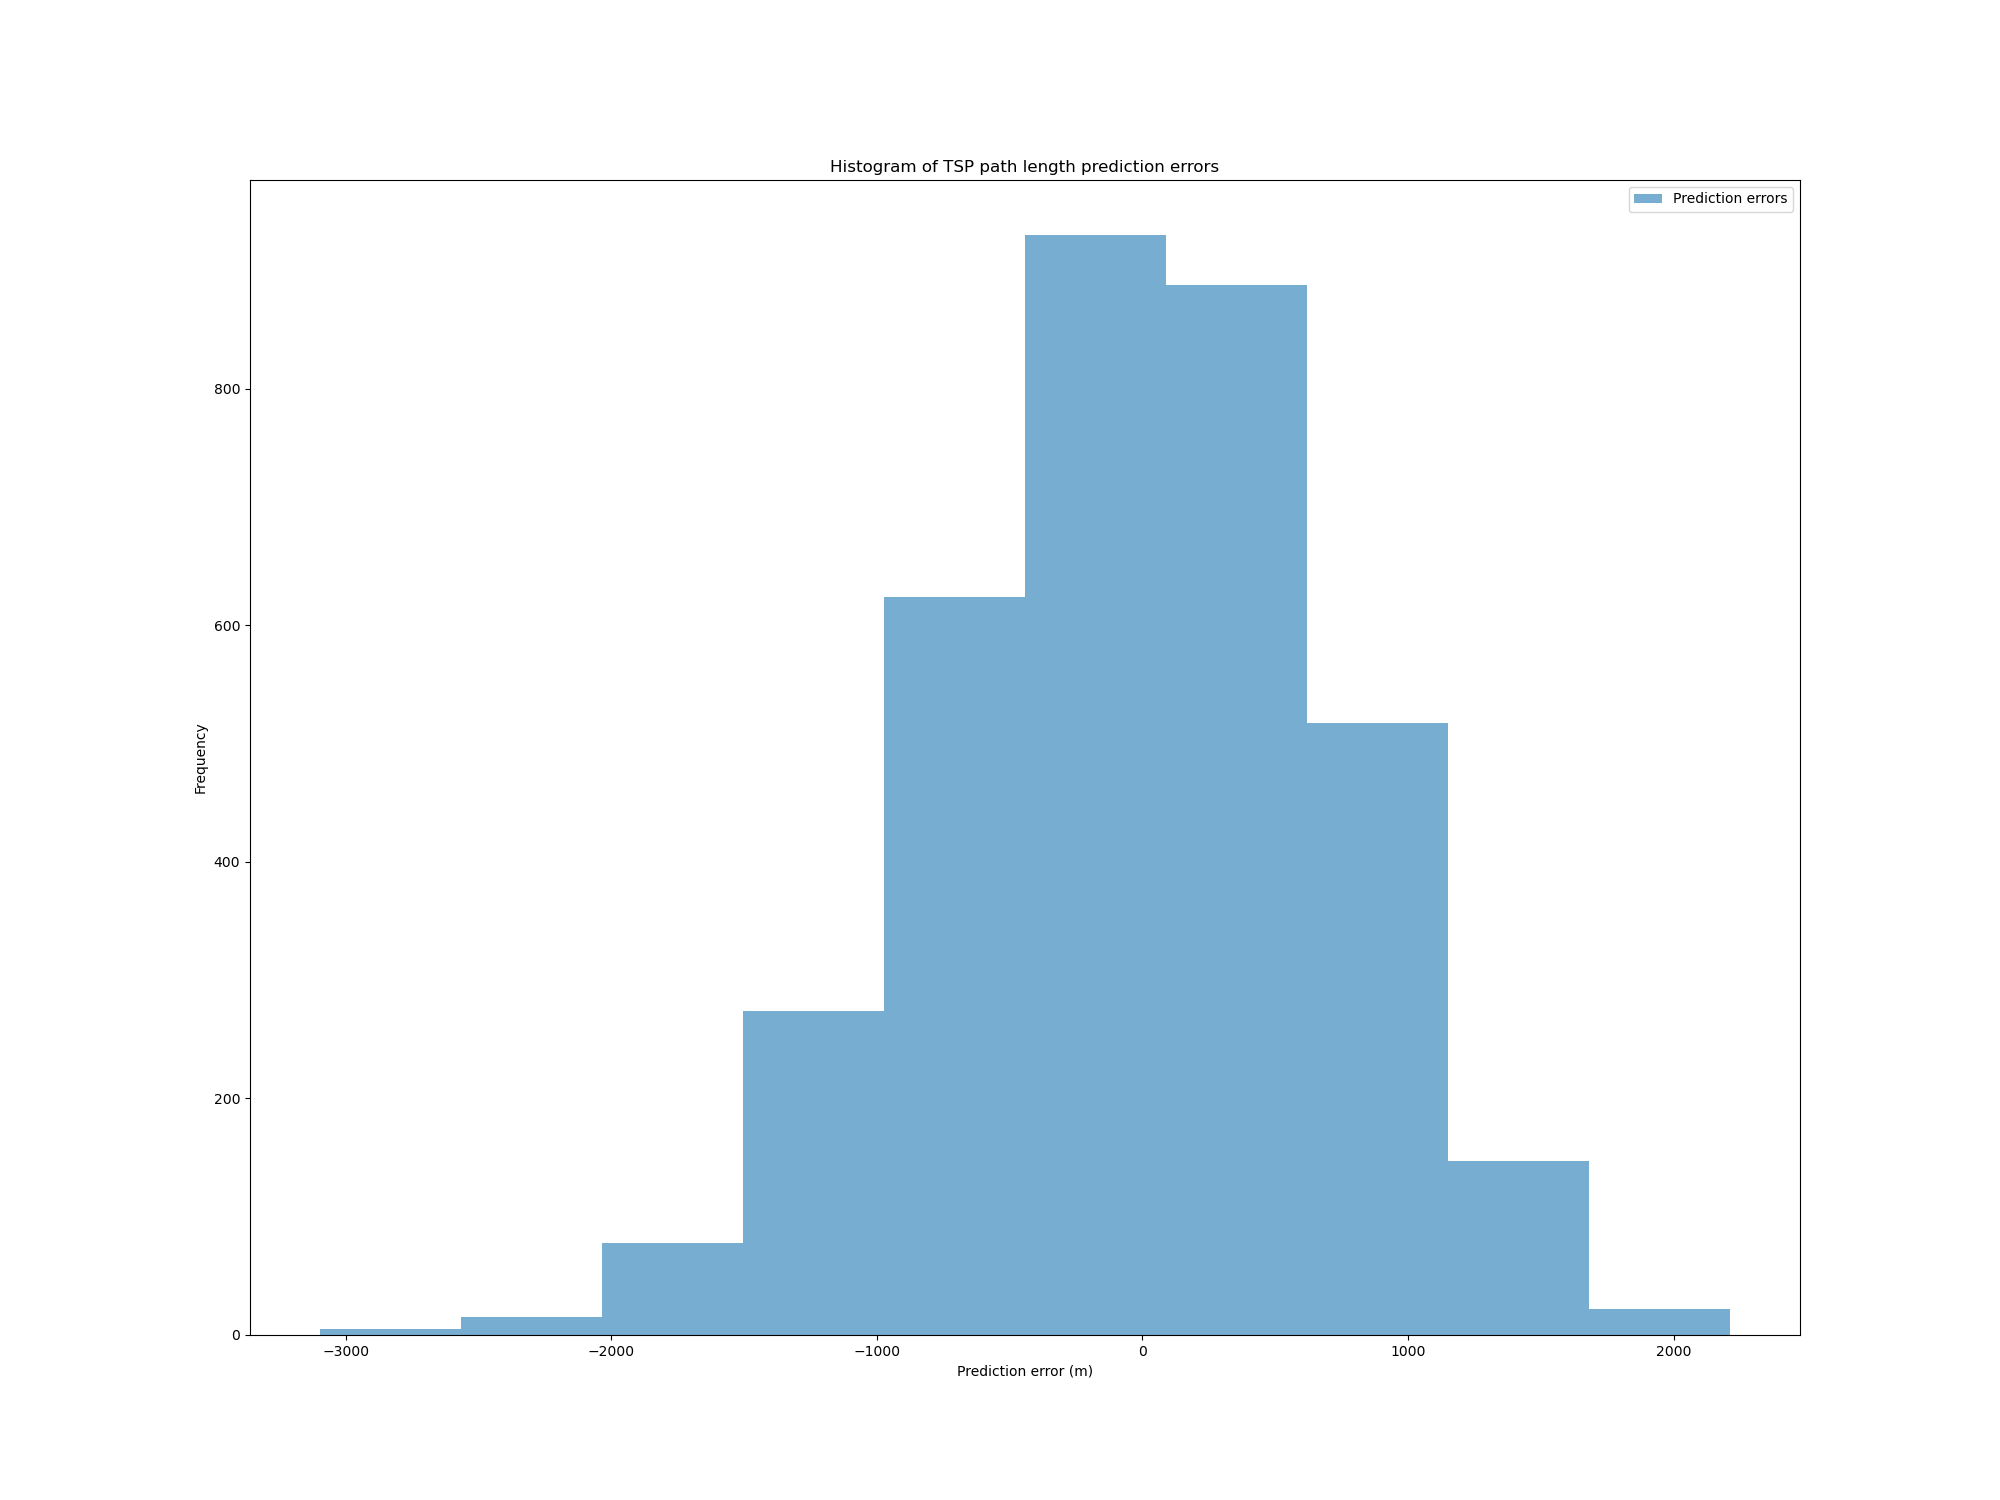 Histogram of TSP path length prediction errors
Prediction errors
800
600
400
200
0
Frequency
−3000
−2000
−1000
0
1000
2000
Prediction error (m)